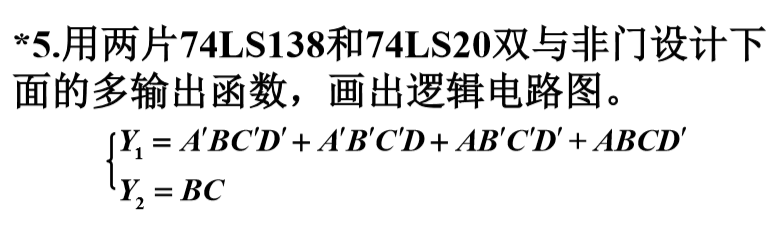 *5.用两片74LS138和74LS20双与非门设计下
面的多输出函数，画出逻辑电路图。
Y₁ = A′BC′D′ + A′B′C′D + AB′C′D′ + ABCD′
Y₂ = BC